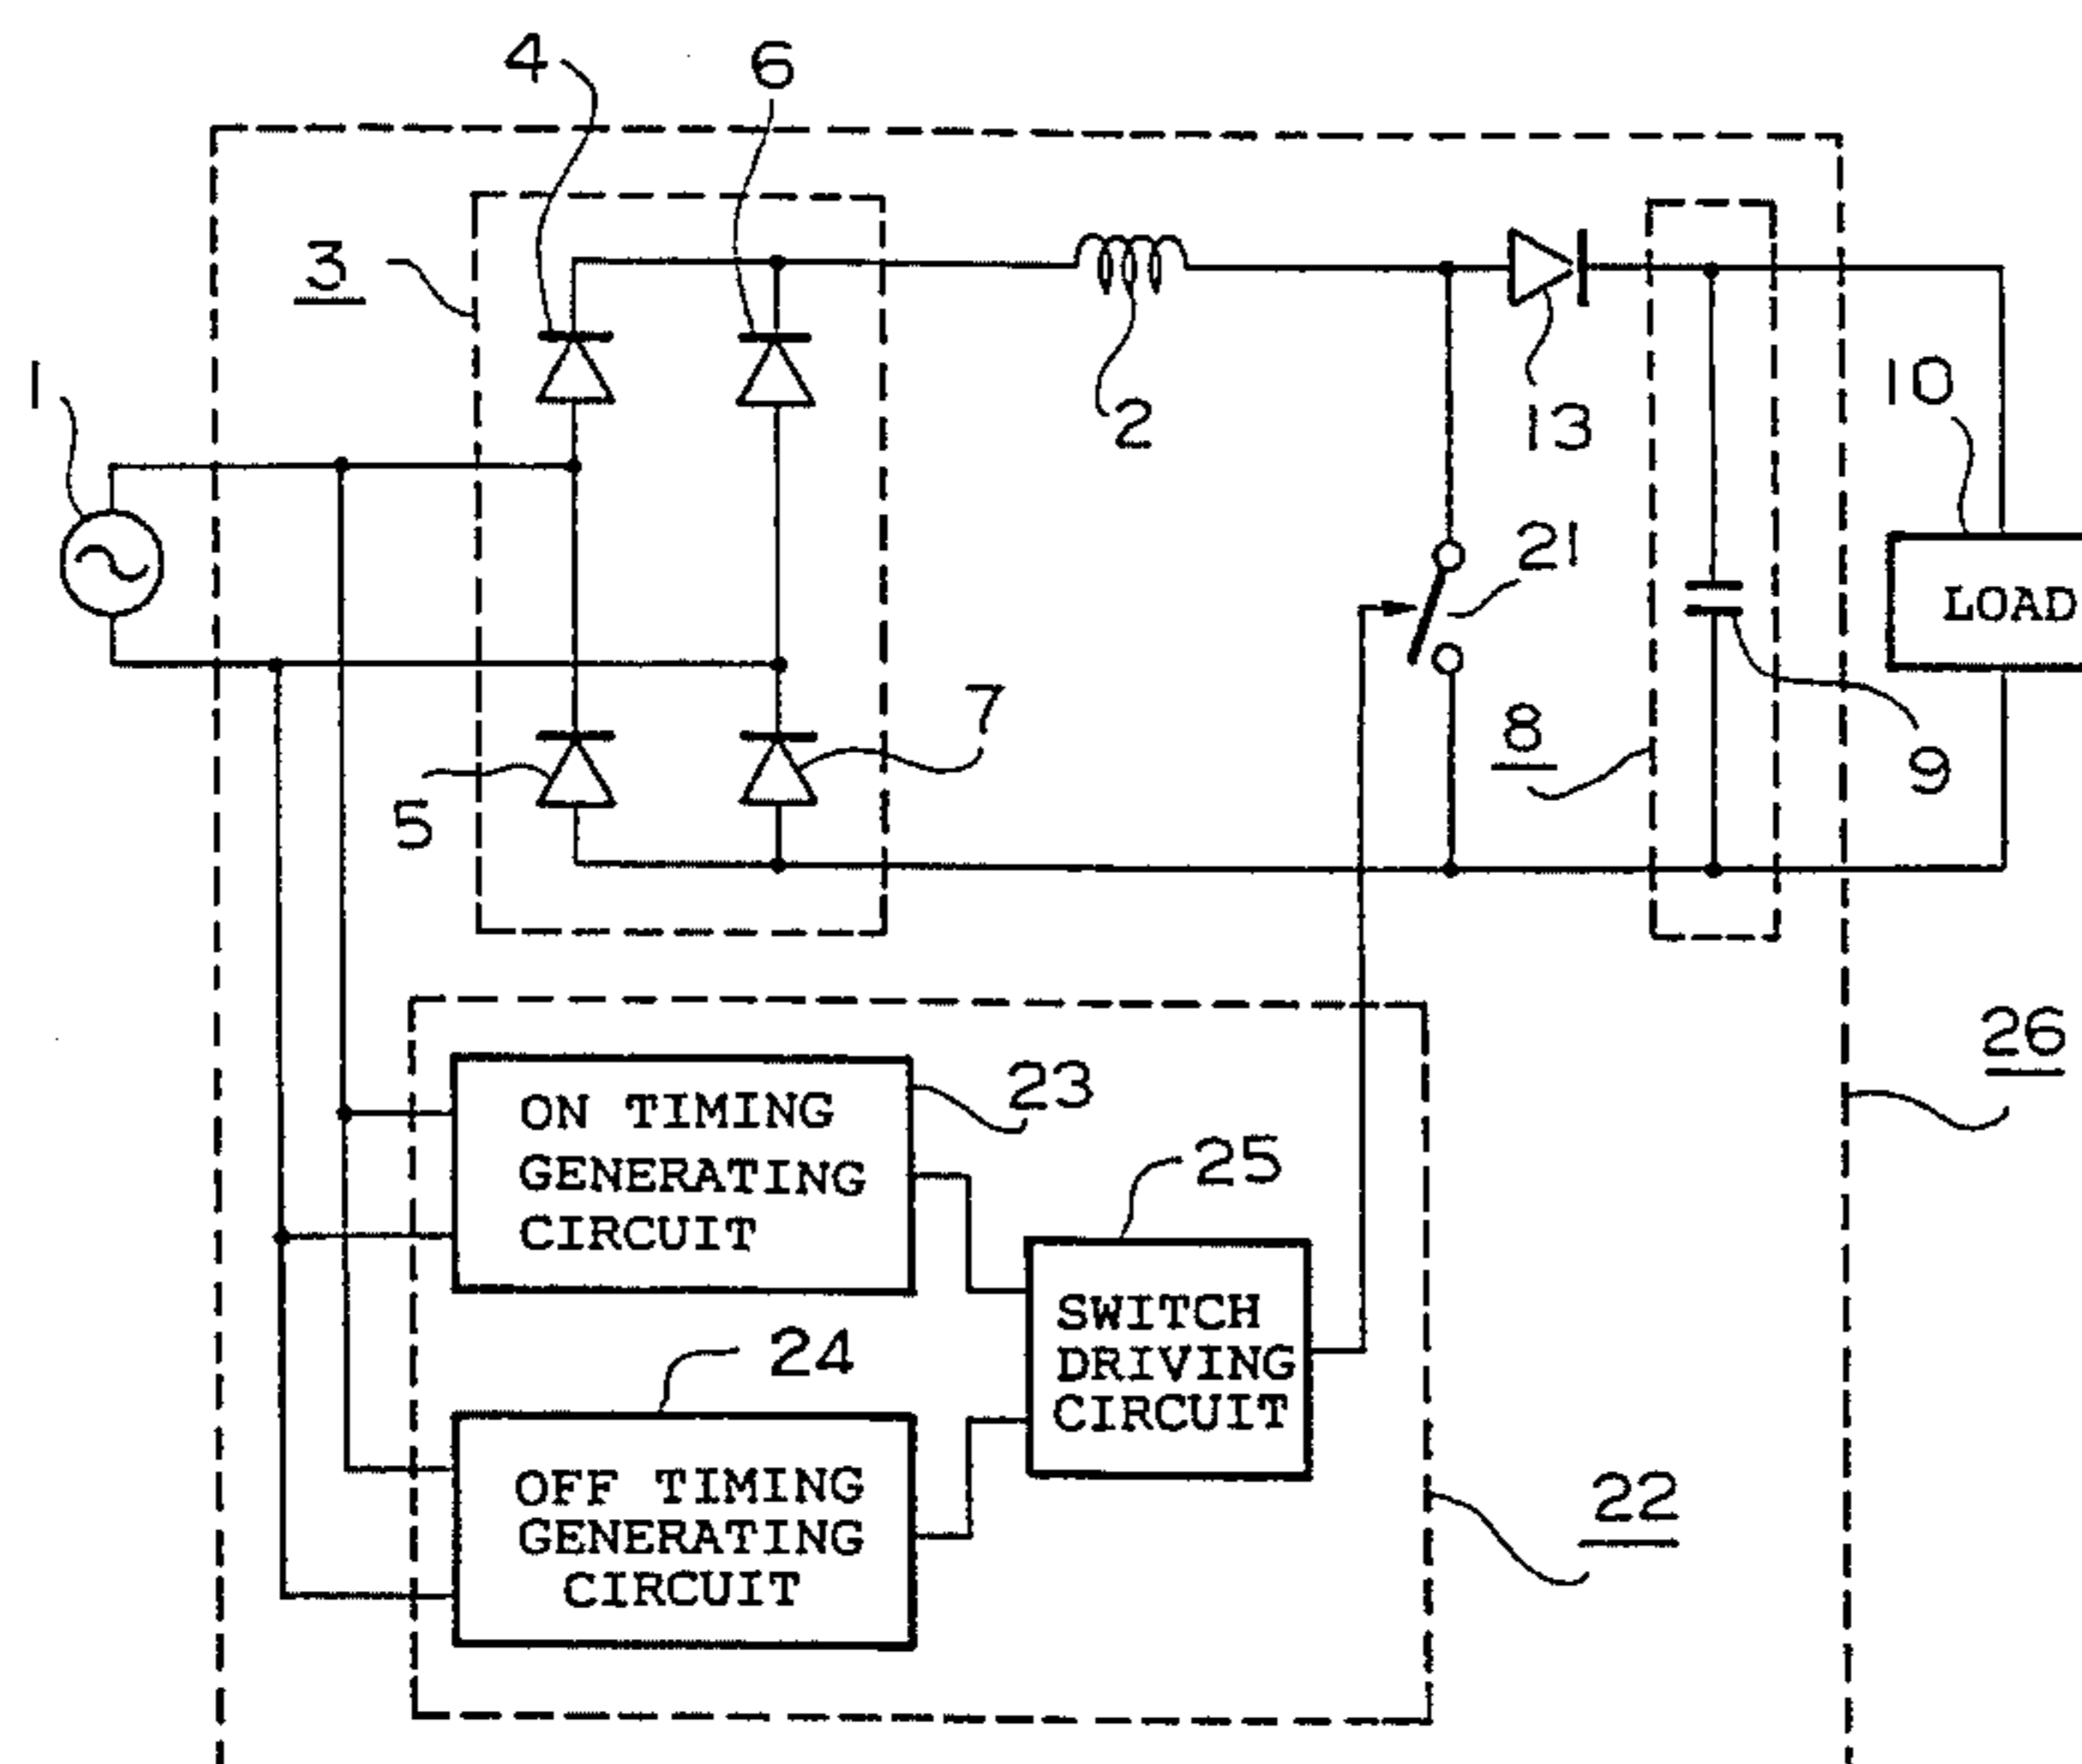 4
6
3
1
2
13
10
21
LOAD
7
8
9
5
26
23
ON TIMING
GENERATING
CIRCUIT
25
SWITCH
DRIVING
CIRCUIT
24
OFF TIMING
GENERATING
CIRCUIT
22